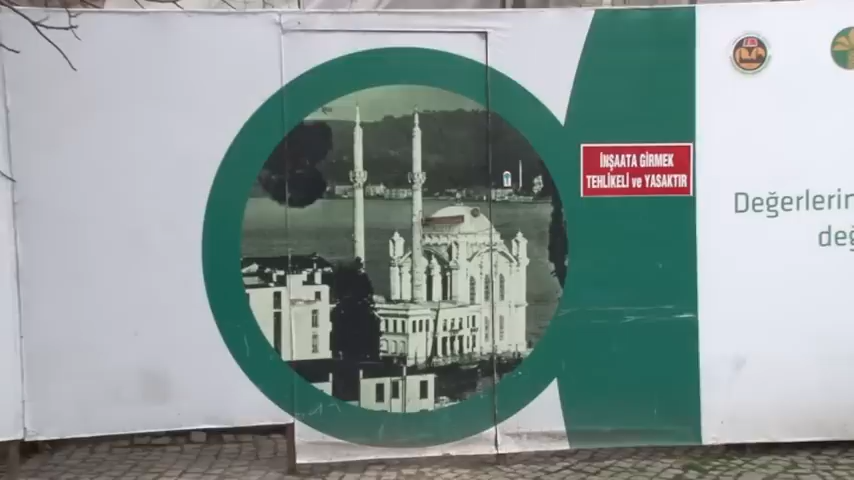 İNŞAATA GİRMEK
TEHLİKELİ ve YASAKTIR
Değerlerin
değ